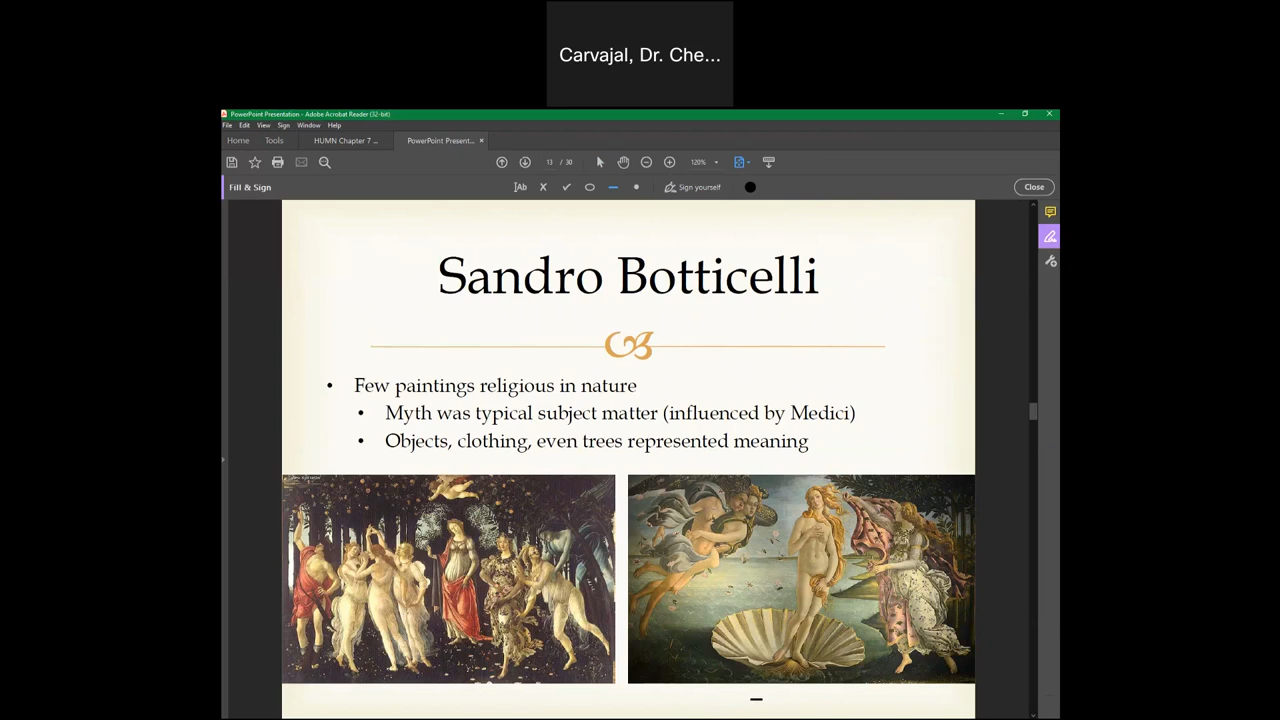 Carvajal, Dr. Che...
PowerPoint Presentation - Adobe Acrobat Reader (32-bit)
File Edit View Sign Window Help
Home Tools HUMN Chapter 7 ... PowerPoint Present... ×
13 / 30 120%
Fill & Sign Ab Sign yourself Close
Sandro Botticelli
• Few paintings religious in nature
• Myth was typical subject matter (influenced by Medici)
• Objects, clothing, even trees represented meaning